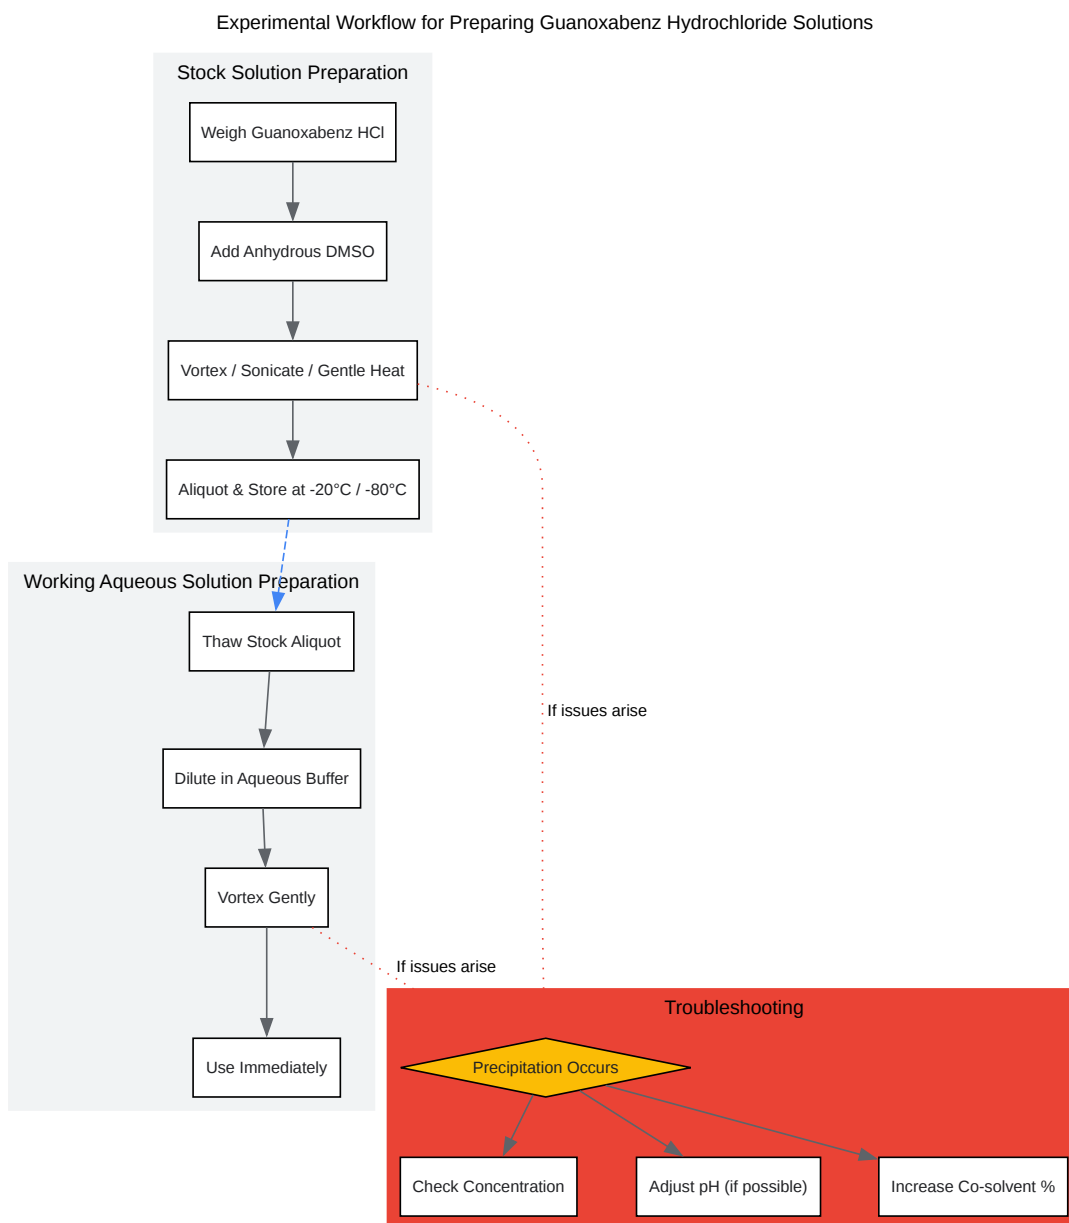 Experimental Workflow for Preparing Guanoxabenz Hydrochloride Solutions
Stock Solution Preparation
Weigh Guanoxabenz HCl
Add Anhydrous DMSO
Vortex / Sonicate / Gentle Heat
Aliquot & Store at -20°C / -80°C
Working Aqueous Solution Preparation
Thaw Stock Aliquot
If issues arise
Dilute in Aqueous Buffer
Vortex Gently
If issues arise
Use Immediately
Troubleshooting
Precipitation Occurs
Check Concentration
Adjust pH (if possible)
Increase Co-solvent %